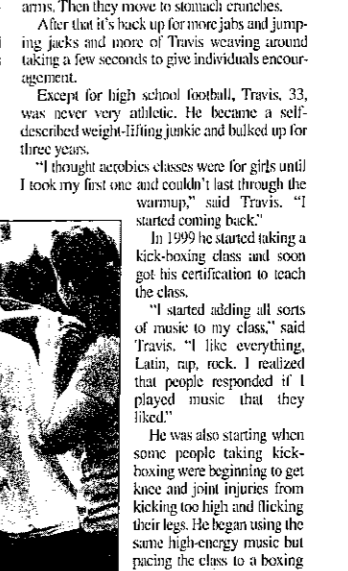 arms. Then they move to stomach crunches.
After that it's back up for more jabs and jump-
ing jacks and more of Travis weaving around
taking a few seconds to give individuals encour-
agement.
Except for high school football, Travis, 33,
was never very athletic. He became a self-
described weight-lifting junkie and bulked up for
three years.
"I thought aerobics classes were for girls until
I took my first one and couldn't last through the
warmup," said Travis. "I
started coming back."
In 1999 he started taking a
kick-boxing class and soon
got his certification to teach
the class.
"I started adding all sorts
of music to my class," said
Travis. "I like everything,
Latin, rap, rock. I realized
that people responded if I
played music that they
liked."
He was also starting when
some people taking kick-
boxing were beginning to get
knee and joint injuries from
kicking too high and flicking
their legs. He began using the
same high-energy music but
pacing the class to a boxing